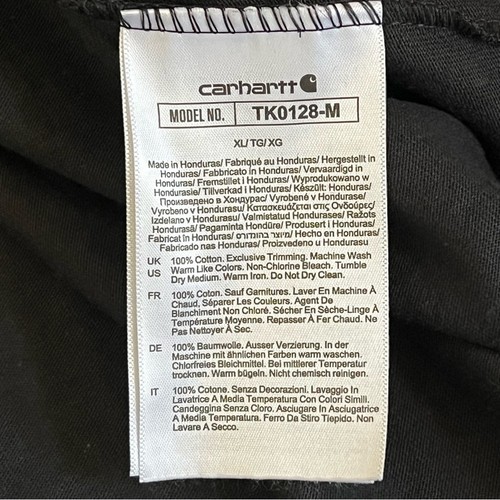 carhartt
MODEL NO. TK0128-M
XL/TG/XG
Made in Honduras/ Fabriqué au Honduras/ Hergestellt in
Honduras/ Fabbricato in Honduras/ Vervaardigd in
Honduras/ Fremstillet i Honduras/ Wyprodukowano w
Hondurasie/ Tillverkad i Honduras/ Készült: Honduras/
Произведено в Хондурас/ Vyrobené v Hondurase/
Vyrobeno v Hondurasu/ Κατασκευάζεται στις Ονδούρες/
Izdelano v Hondurasu/ Valmistatud Hondurases/ Ražots
Hondurasā/ Pagaminta Hondūre/ Produsert i Honduras/
Fabricat în Honduras/ מיוצר בהונדורס/ Hecho en Honduras/
Fabricado nas Honduras/ Proizvedeno u Hondurasu
UK 100% Cotton. Exclusive Trimming. Machine Wash
US Warm Like Colors. Non-Chlorine Bleach. Tumble
Dry Medium. Warm Iron. Do Not Dry Clean.
FR 100% Coton. Sauf Garnitures. Laver En Machine À
Chaud, Séparer Les Couleurs. Agent De
Blanchiment Non Chloré. Sécher En Sèche-Linge À
Température Moyenne. Repasser À Fer Chaud. Ne
Pas Nettoyer À Sec.
DE 100% Baumwolle. Ausser Verzierung. In der
Maschine mit ähnlichen Farben warm waschen.
Chlorfreies Bleichmittel. Bei mittlerer Temperatur
trocknen. Warm bügeln. Nicht chemisch reinigen.
IT 100% Cotone. Senza Decorazioni. Lavaggio In
Lavatrice A Media Temperatura Con Colori Simili.
Candeggina Senza Cloro. Asciugare In Asciugatrice
A Media Temperatura. Ferro Da Stiro Tiepido. Non
Lavare A Secco.